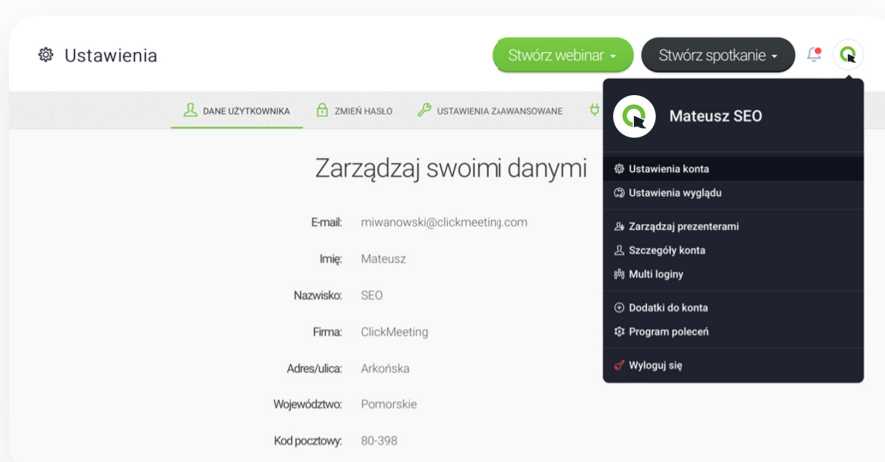 Ustawienia
Stwórz webinar
Stwórz spotkanie
DANE UŻYTKOWNIKA
ZMIEŃ HASŁO
USTAWIENIA ZAAWANSOWANE
Mateusz SEO
Ustawienia konta
Ustawienia wyglądu
Zarządzaj prezenterami
Szczegóły konta
Multi loginy
Dodatki do konta
Program poleceń
Wyloguj się
Zarządzaj swoimi danymi
E-mail: miwanowski@clickmeeting.com
Imię: Mateusz
Nazwisko: SEO
Firma: ClickMeeting
Adres/ulica: Arkońska
Województwo: Pomorskie
Kod pocztowy: 80-398